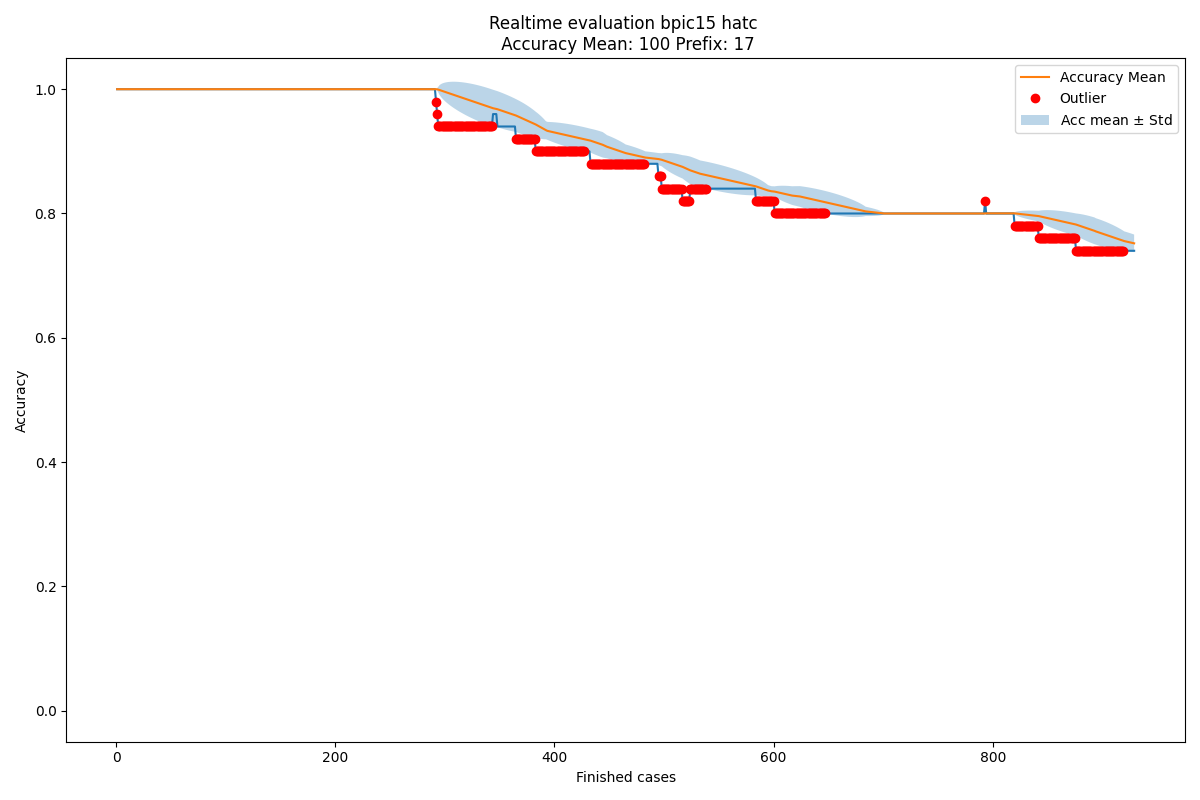 Realtime evaluation bpic15 hatc
Accuracy Mean: 100 Prefix: 17
Accuracy Mean
Outlier
Acc mean ± Std
1.0
0.8
0.6
0.4
0.2
0.0
Accuracy
0
200
400
600
800
Finished cases